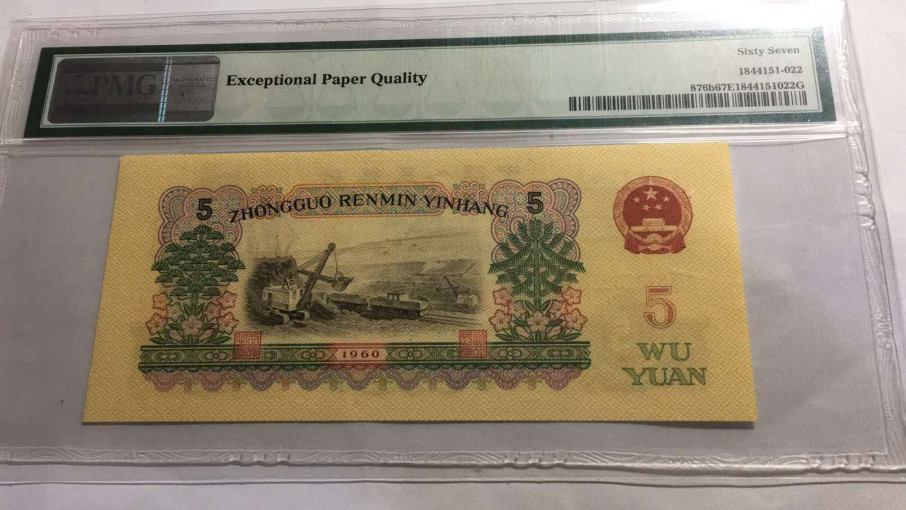 PMG
Exceptional Paper Quality
Sixty Seven
1844151-022
876b67E1844151022G
5 ZHONGGUO RENMIN YINHANG 5
5
1960
WU
YUAN